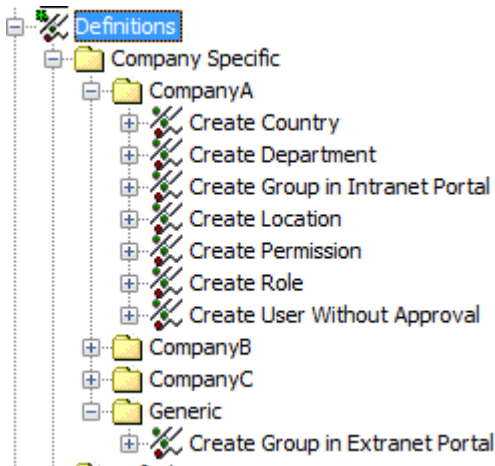 Definitions
Company Specific
CompanyA
Create Country
Create Department
Create Group in Intranet Portal
Create Location
Create Permission
Create Role
Create User Without Approval
CompanyB
CompanyC
Generic
Create Group in Extranet Portal